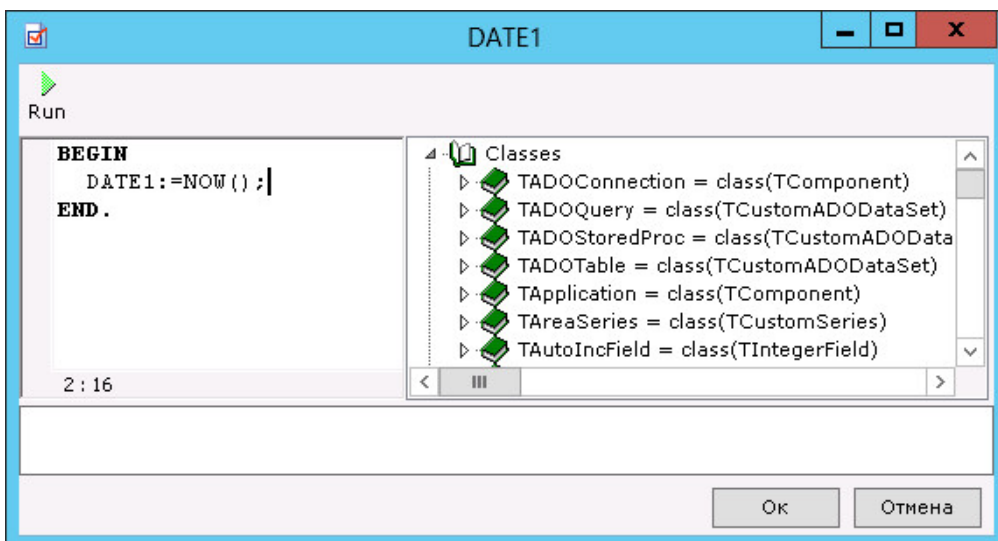 DATE1
Run
BEGIN
DATE1:=NOW();
END.
2:16
Classes
TADOConnection = class(TComponent)
TADOQuery = class(TCustomADODataSet)
TADOStoredProc = class(TCustomADOData
TADOTable = class(TCustomADODataSet)
TApplication = class(TComponent)
TAreaSeries = class(TCustomSeries)
TAutoIncField = class(TIntegerField)
Ок
Отмена